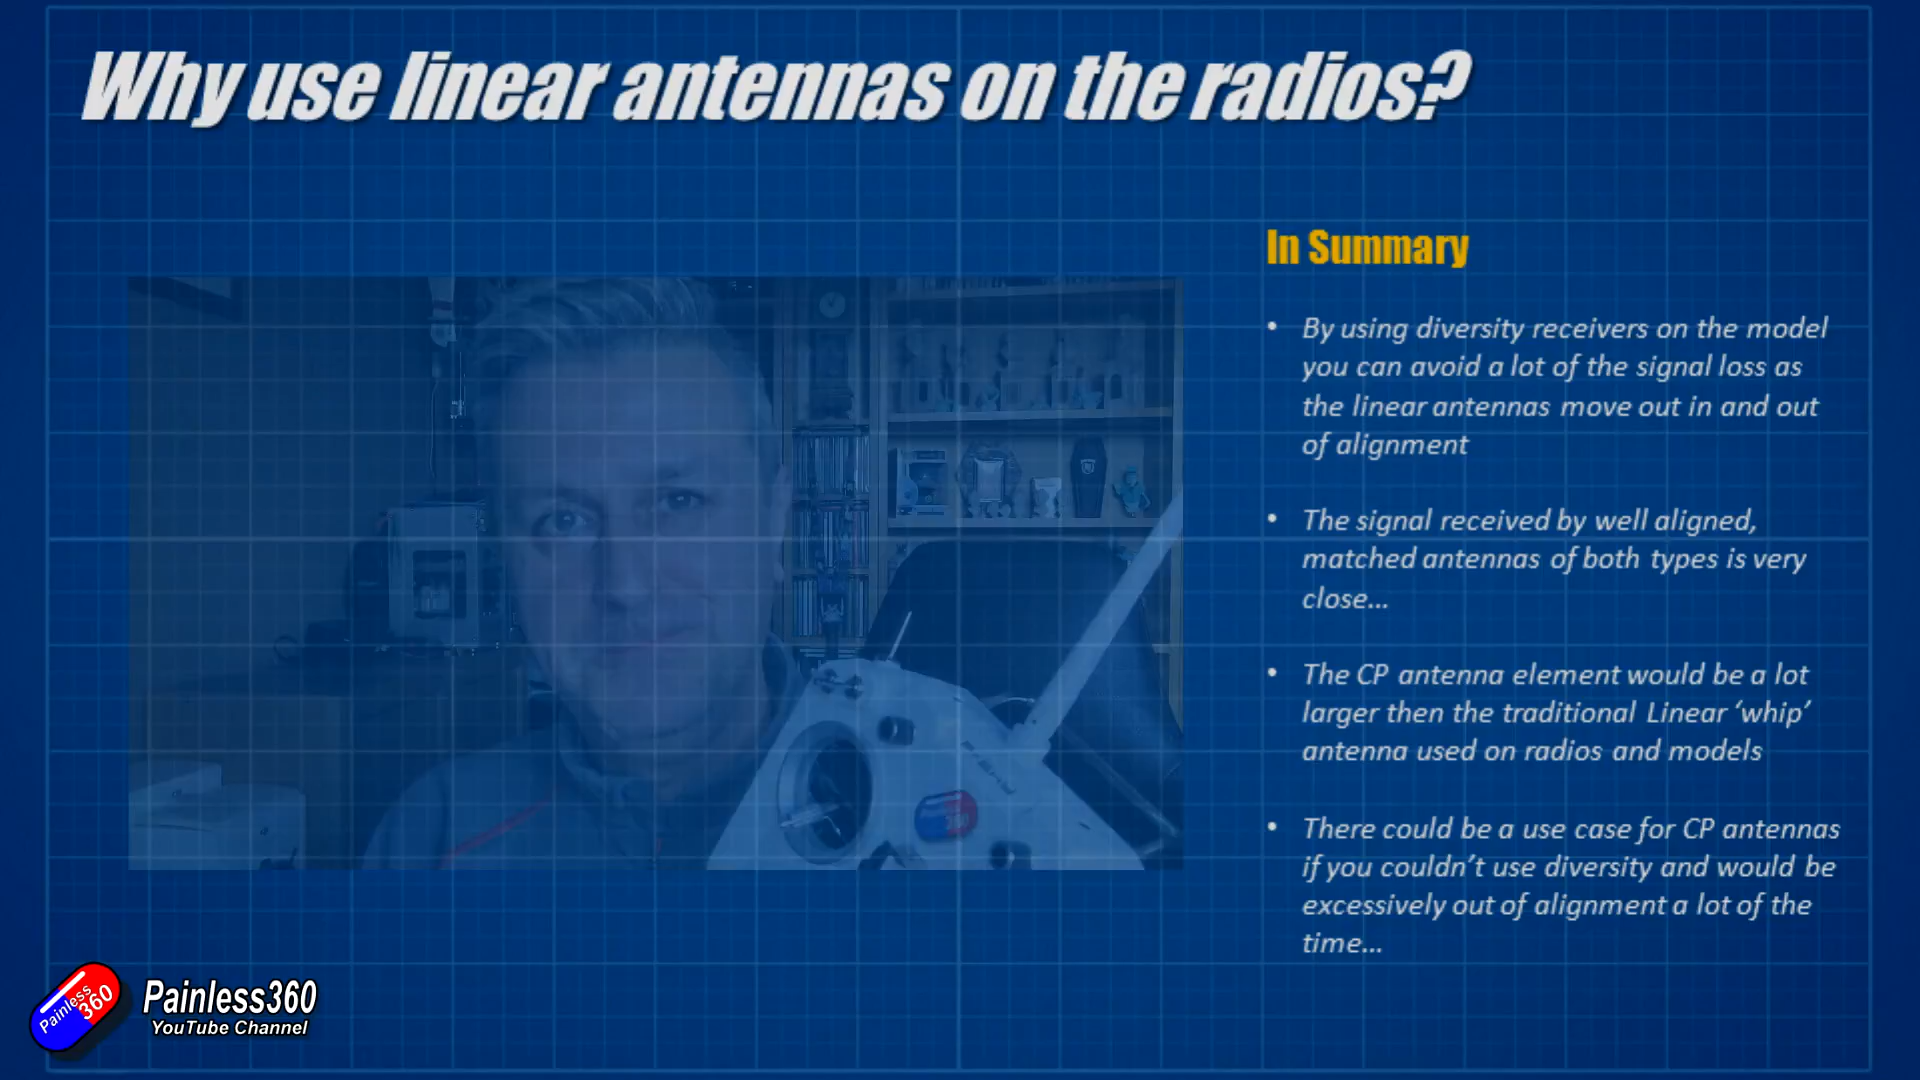 Why use linear antennas on the radios?
In Summary
• By using diversity receivers on the model
you can avoid a lot of the signal loss as
the linear antennas move out in and out
of alignment
• The signal received by well aligned,
matched antennas of both types is very
close...
• The CP antenna element would be a lot
larger then the traditional Linear ‘whip’
antenna used on radios and models
• There could be a use case for CP antennas
if you couldn’t use diversity and would be
excessively out of alignment a lot of the
time...
Painless
360
Painless360
YouTube Channel